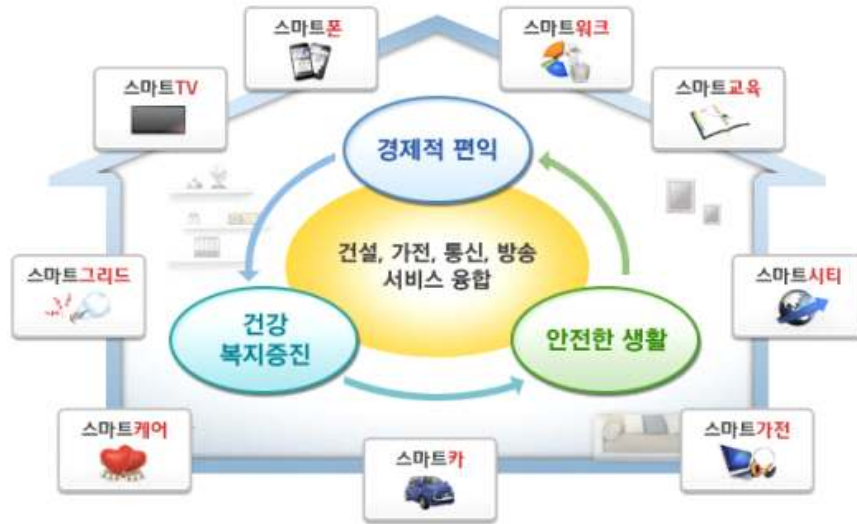 스마트폰
스마트워크
스마트TV
스마트교육
경제적 편익
건설, 가전, 통신, 방송
서비스 융합
스마트그리드
스마트시티
건강
복지증진
안전한 생활
스마트케어
스마트카
스마트가전